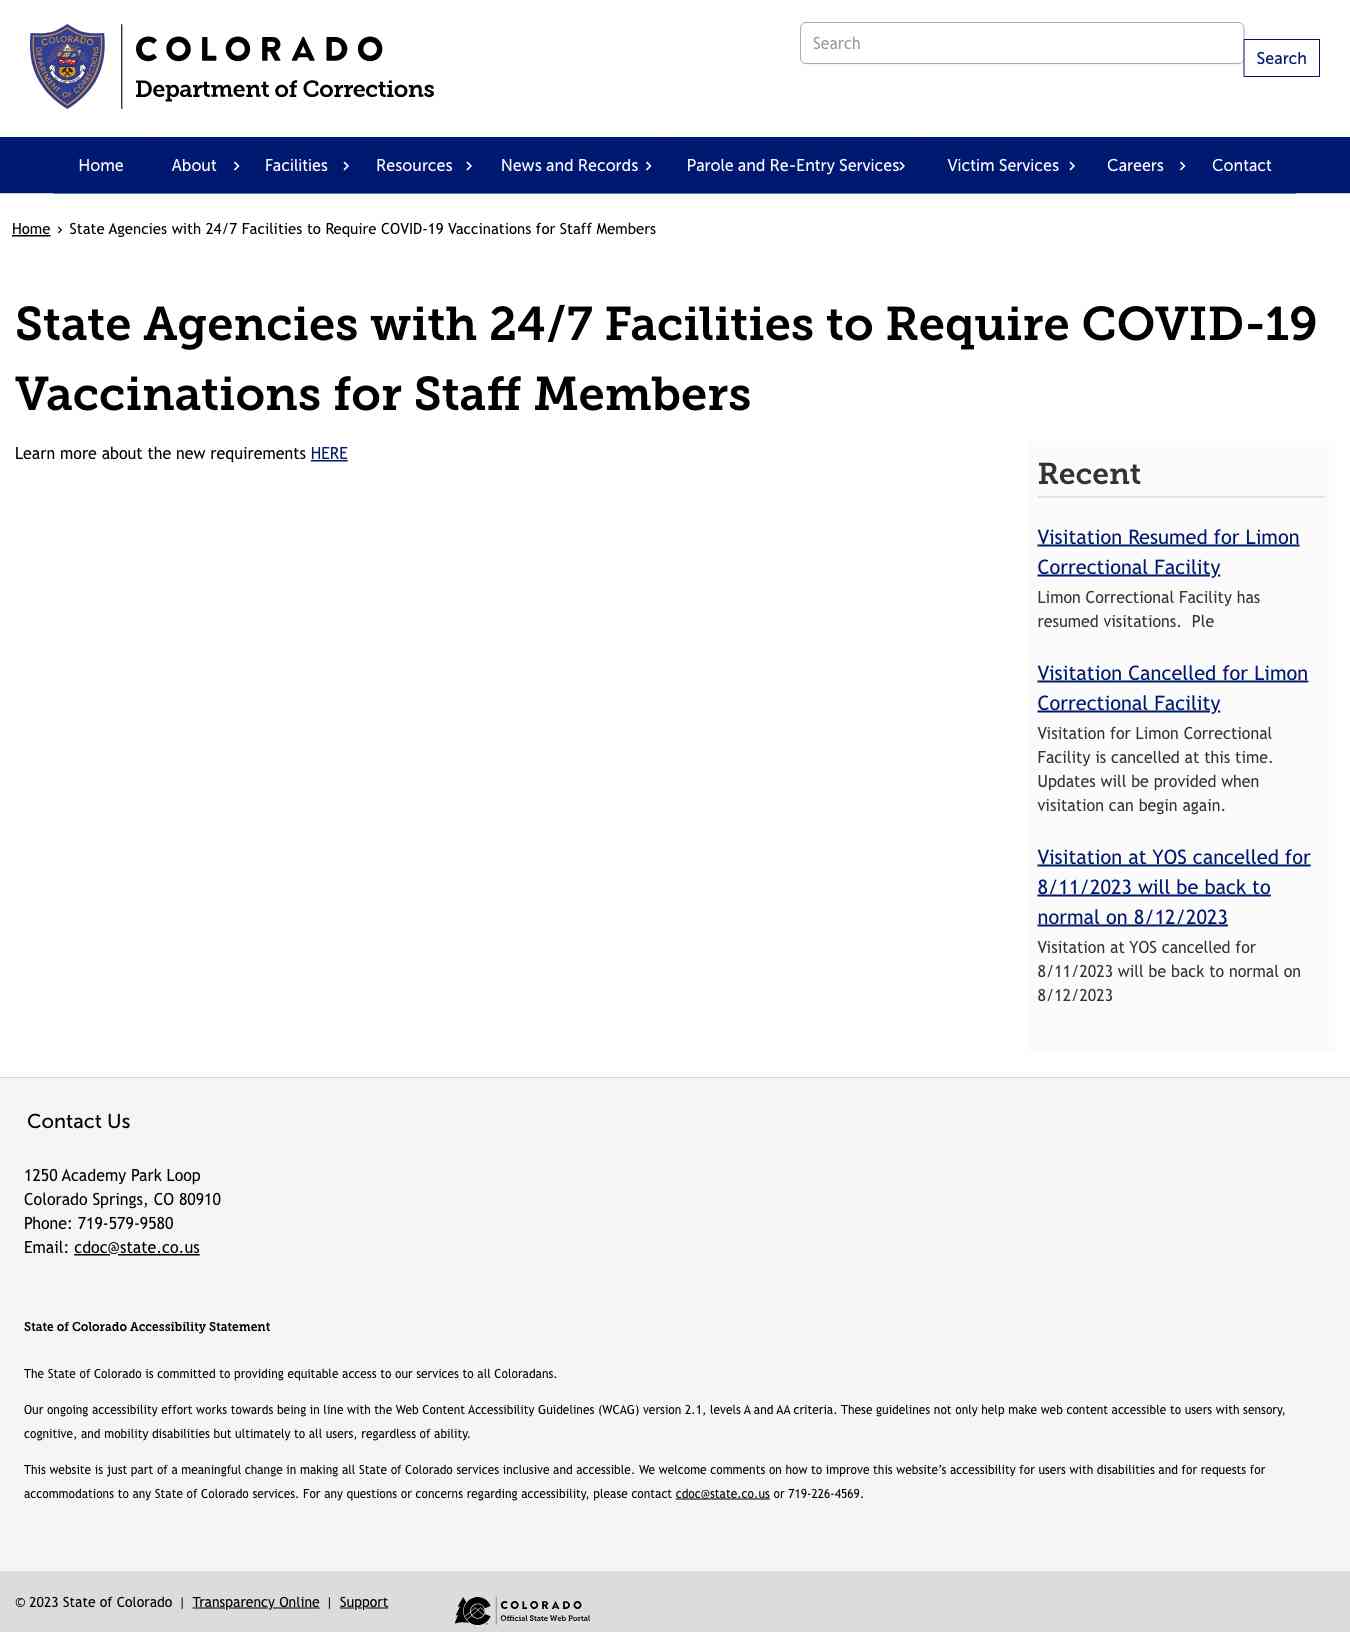 COLORADO
DEPARTMENT OF CORRECTIONS
COLORADO
Department of Corrections
Search
Search
Home
About
Facilities
Resources
News and Records
Parole and Re-Entry Services
Victim Services
Careers
Contact
Home › State Agencies with 24/7 Facilities to Require COVID-19 Vaccinations for Staff Members
State Agencies with 24/7 Facilities to Require COVID-19
Vaccinations for Staff Members
Learn more about the new requirements HERE
Recent
Visitation Resumed for Limon
Correctional Facility
Limon Correctional Facility has
resumed visitations.  Ple
Visitation Cancelled for Limon
Correctional Facility
Visitation for Limon Correctional
Facility is cancelled at this time.
Updates will be provided when
visitation can begin again.
Visitation at YOS cancelled for
8/11/2023 will be back to
normal on 8/12/2023
Visitation at YOS cancelled for
8/11/2023 will be back to normal on
8/12/2023
Contact Us
1250 Academy Park Loop
Colorado Springs, CO 80910
Phone: 719-579-9580
Email: cdoc@state.co.us
State of Colorado Accessibility Statement
The State of Colorado is committed to providing equitable access to our services to all Coloradans.
Our ongoing accessibility effort works towards being in line with the Web Content Accessibility Guidelines (WCAG) version 2.1, levels A and AA criteria. These guidelines not only help make web content accessible to users with sensory,
cognitive, and mobility disabilities but ultimately to all users, regardless of ability.
This website is just part of a meaningful change in making all State of Colorado services inclusive and accessible. We welcome comments on how to improve this website’s accessibility for users with disabilities and for requests for
accommodations to any State of Colorado services. For any questions or concerns regarding accessibility, please contact cdoc@state.co.us or 719-226-4569.
© 2023 State of Colorado | Transparency Online | Support
COLORADO
Official State Web Portal